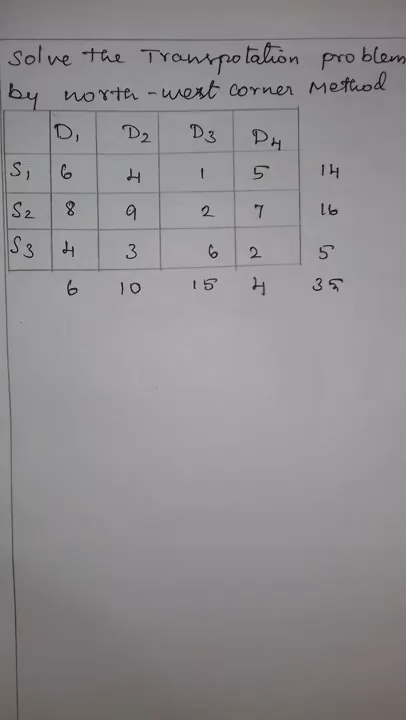 Solve the Transpotation problem
by north-west corner Method
D1 D2 D3 D4
S1 6 4 1 5 14
S2 8 9 2 7 16
S3 4 3 6 2 5
6 10 15 4 35